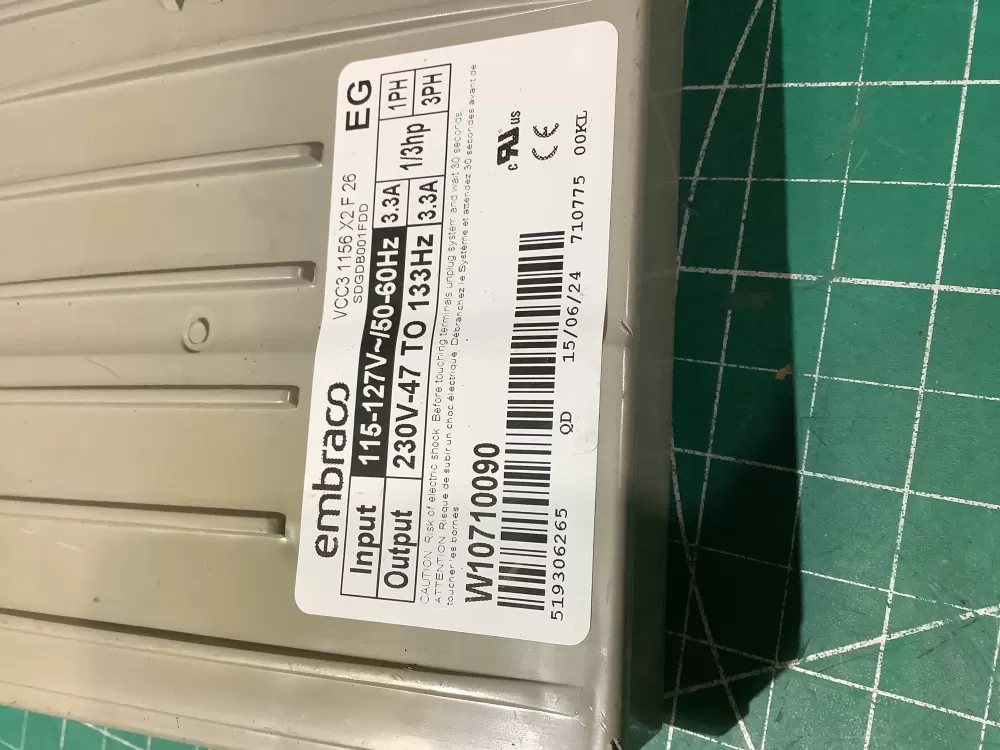 embraco
VCC3 1156 X2 F 26
SDGDB001FDD
EG
Input 115-127V~/50-60Hz 3.3A 1/3hp 1PH
Output 230V-47 TO 133Hz 3.3A 3PH
CAUTION: Risk of electric shock. Before touching terminals unplug system and wait 30 seconds.
ATTENTION: Risque de subir un choc électrique. Débranchez le Système et attendez 30 secondes avant de
toucher les bornes.
W10710090
c RU us
CE
519306265
QD 15/06/24 710775 00KL